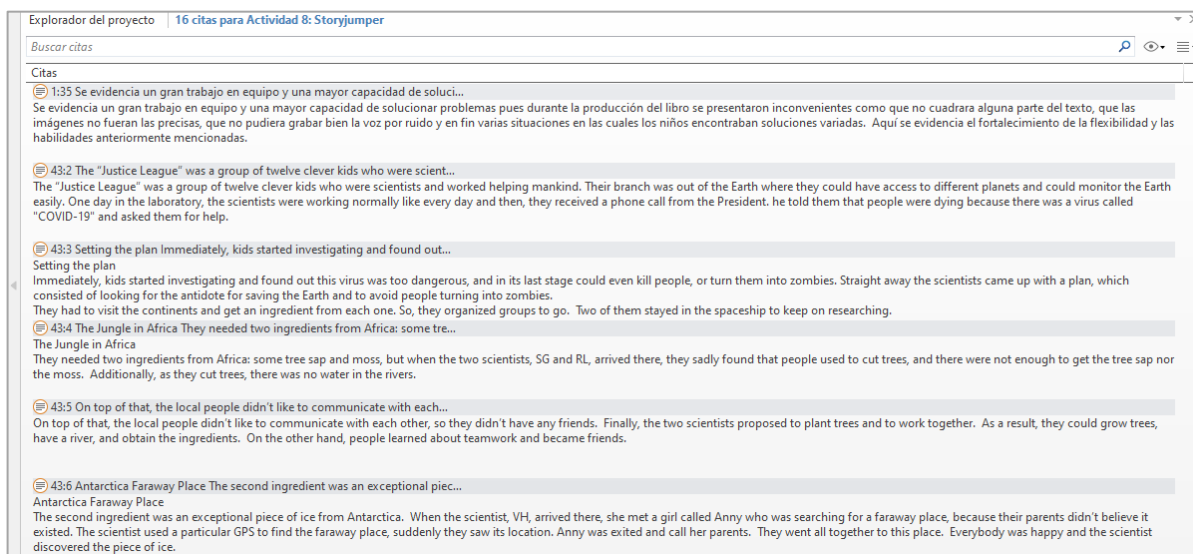 Explorador del proyecto 16 citas para Actividad 8: Storyjumper
Buscar citas
Citas
1:35 Se evidencia un gran trabajo en equipo y una mayor capacidad de soluci...
Se evidencia un gran trabajo en equipo y una mayor capacidad de solucionar problemas pues durante la producción del libro se presentaron inconvenientes como que no cuadrara alguna parte del texto, que las
imágenes no fueran las precisas, que no pudiera grabar bien la voz por ruido y en fin varias situaciones en las cuales los niños encontraban soluciones variadas. Aquí se evidencia el fortalecimiento de la flexibilidad y las
habilidades anteriormente mencionadas.
43:2 The "Justice League" was a group of twelve clever kids who were scient...
The "Justice League" was a group of twelve clever kids who were scientists and worked helping mankind. Their branch was out of the Earth where they could have access to different planets and could monitor the Earth
easily. One day in the laboratory, the scientists were working normally like every day and then, they received a phone call from the President. he told them that people were dying because there was a virus called
"COVID-19" and asked them for help.
43:3 Setting the plan Immediately, kids started investigating and found out...
Setting the plan
Immediately, kids started investigating and found out this virus was too dangerous, and in its last stage could even kill people, or turn them into zombies. Straight away the scientists came up with a plan, which
consisted of looking for the antidote for saving the Earth and to avoid people turning into zombies.
They had to visit the continents and get an ingredient from each one. So, they organized groups to go. Two of them stayed in the spaceship to keep on researching.
43:4 The Jungle in Africa They needed two ingredients from Africa: some tre...
The Jungle in Africa
They needed two ingredients from Africa: some tree sap and moss, but when the two scientists, SG and RL, arrived there, they sadly found that people used to cut trees, and there were not enough to get the tree sap nor
the moss. Additionally, as they cut trees, there was no water in the rivers.
43:5 On top of that, the local people didn't like to communicate with each...
On top of that, the local people didn't like to communicate with each other, so they didn't have any friends. Finally, the two scientists proposed to plant trees and to work together. As a result, they could grow trees,
have a river, and obtain the ingredients. On the other hand, people learned about teamwork and became friends.
43:6 Antarctica Faraway Place The second ingredient was an exceptional piec...
Antarctica Faraway Place
The second ingredient was an exceptional piece of ice from Antarctica. When the scientist, VH, arrived there, she met a girl called Anny who was searching for a faraway place, because their parents didn't believe it
existed. The scientist used a particular GPS to find the faraway place, suddenly they saw its location. Anny was exited and call her parents. They went all together to this place. Everybody was happy and the scientist
discovered the piece of ice.